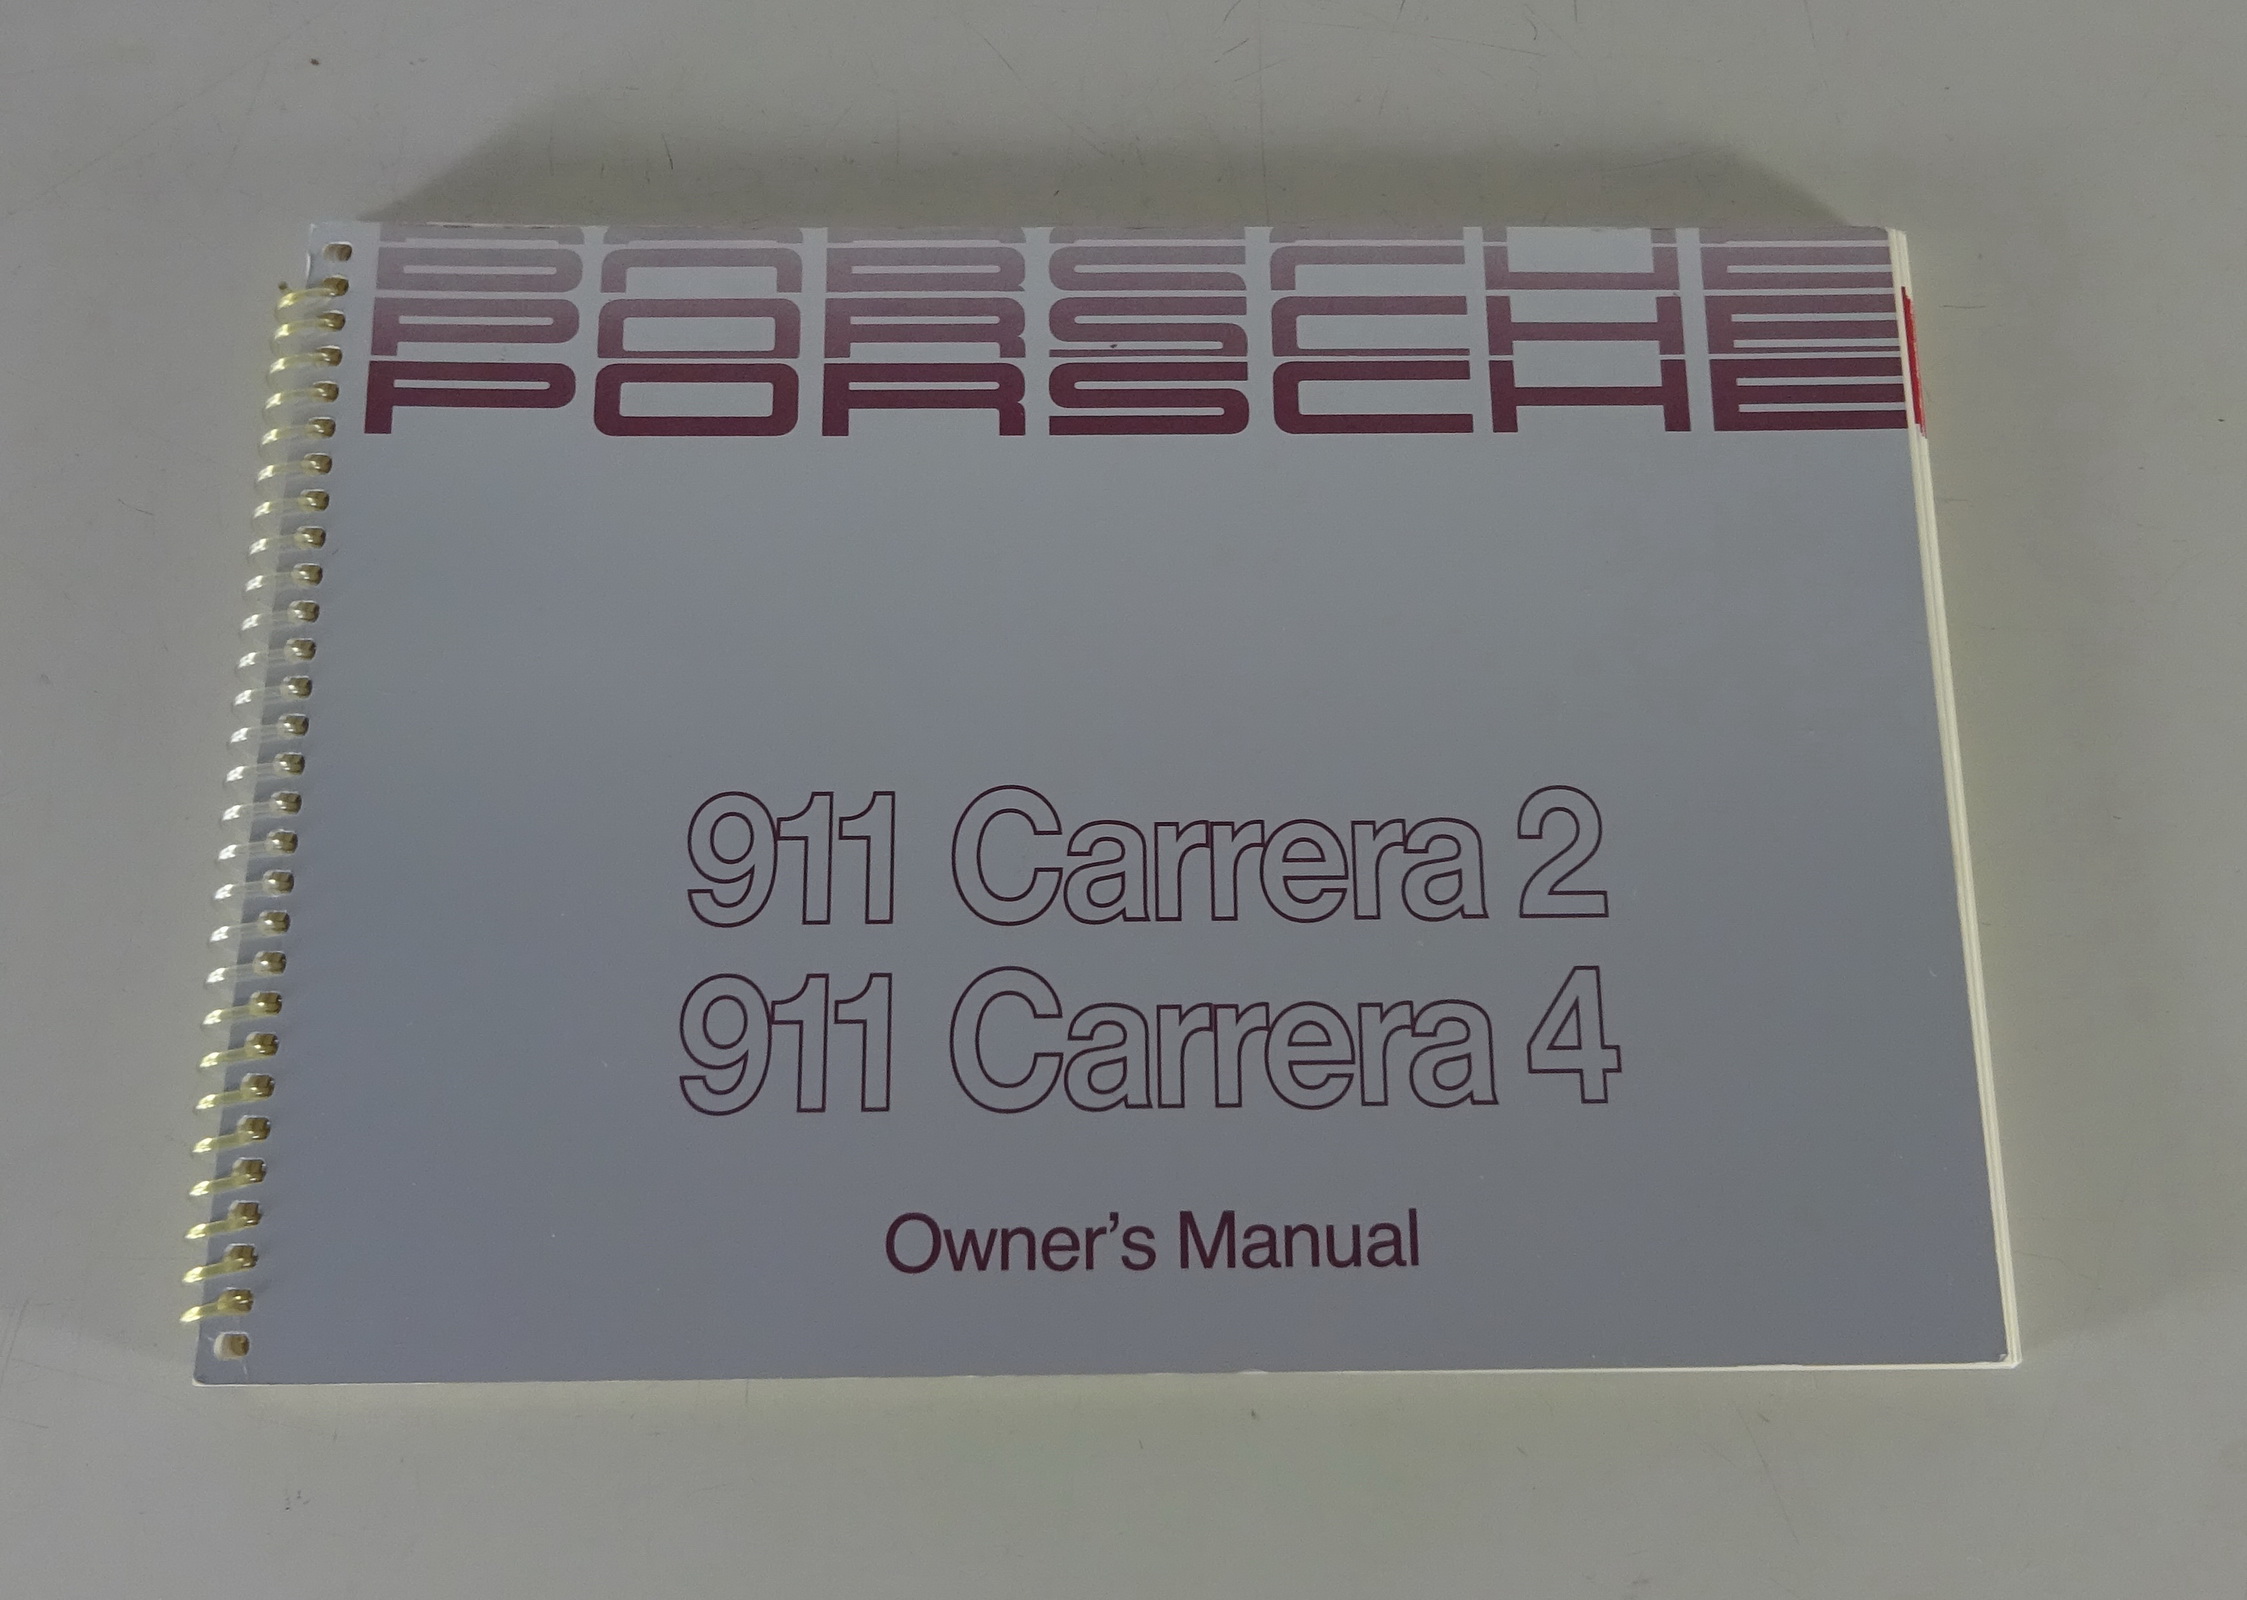 PORSCHE
PORSCHE
PORSCHE
911 Carrera 2
911 Carrera 4
Owner's Manual